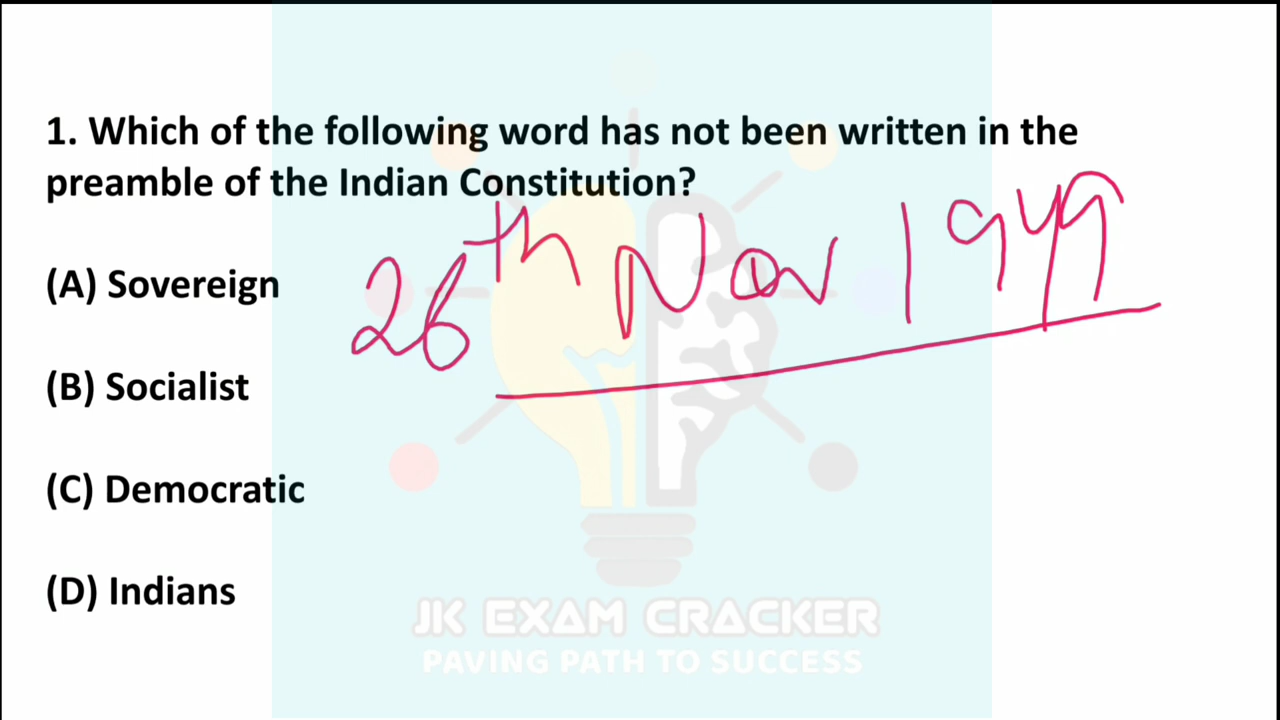 1. Which of the following word has not been written in the
preamble of the Indian Constitution?
26th Nov 1949
(A) Sovereign
(B) Socialist
(C) Democratic
(D) Indians
JK EXAM CRACKER
PAVING PATH TO SUCCESS